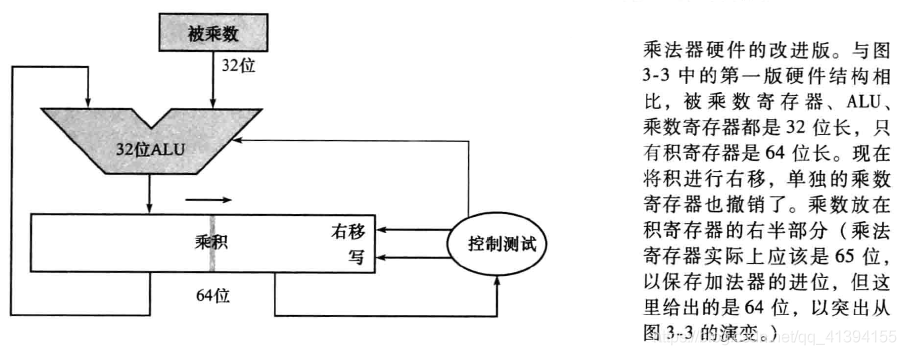 被乘数
32位
32位ALU
乘积
右移
写
控制测试
64位
乘法器硬件的改进版。与图
3-3 中的第一版硬件结构相
比，被乘数寄存器、ALU、
乘数寄存器都是 32 位长，只
有积寄存器是 64 位长。现在
将积进行右移，单独的乘数
寄存器也撤销了。乘数放在
积寄存器的右半部分（乘法
寄存器实际上应该是 65 位，
以保存加法器的进位，但这
里给出的是 64 位，以突出从
图 3-3 的演变。）